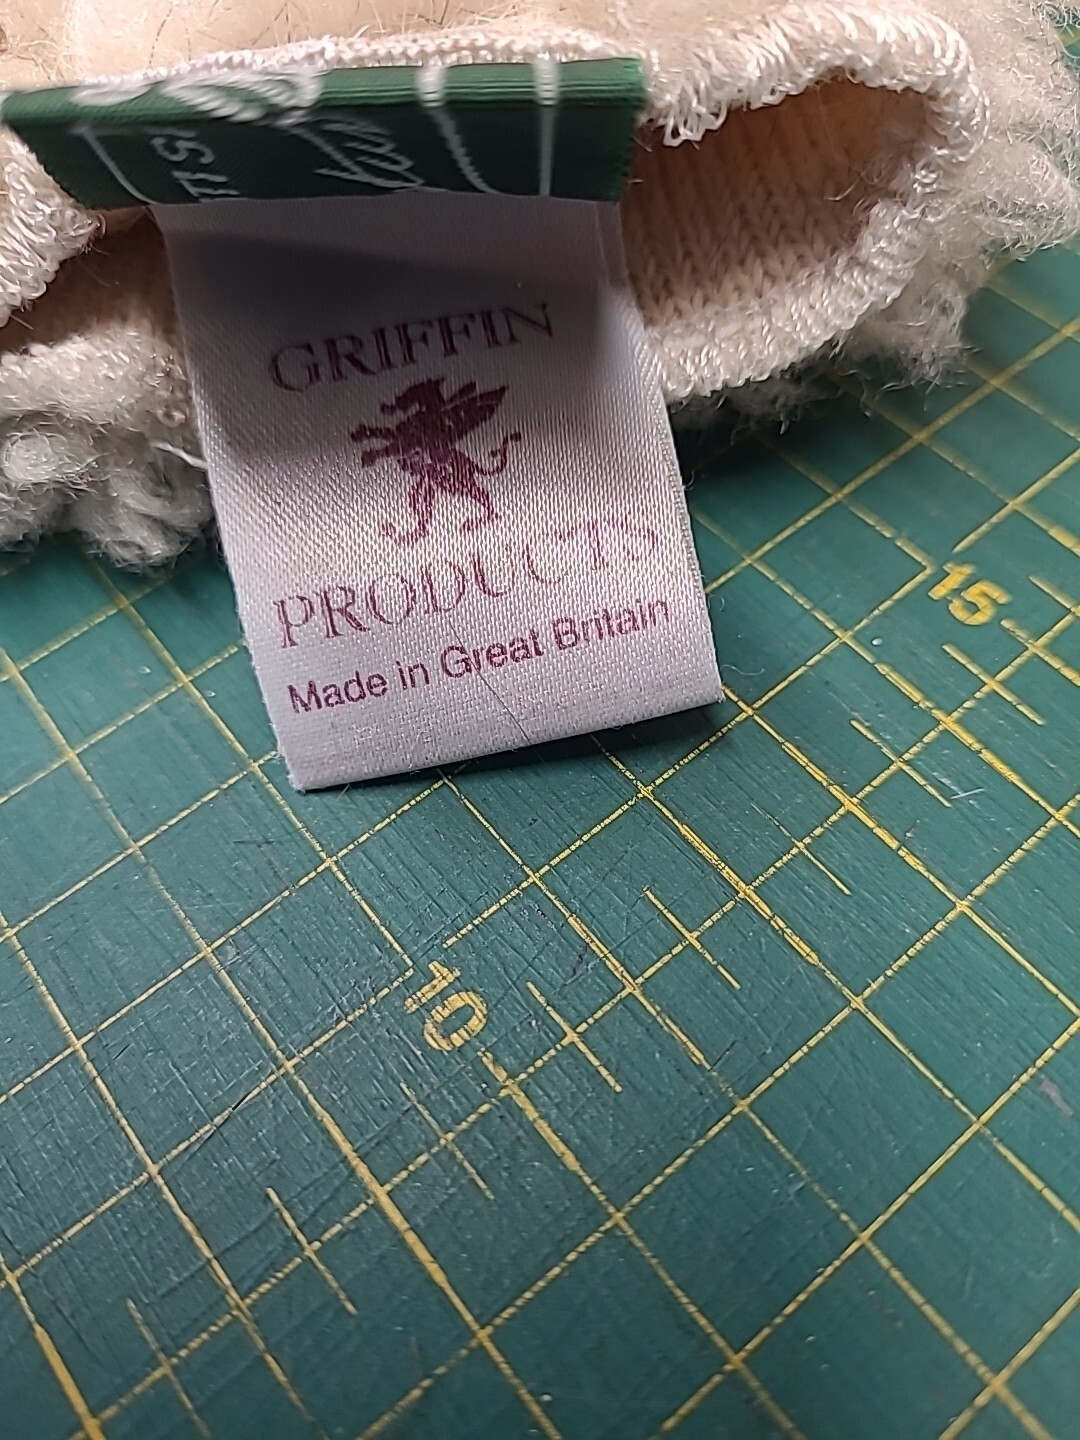 GRIFFIN
PRODUCTS
Made in Great Britain
15
10